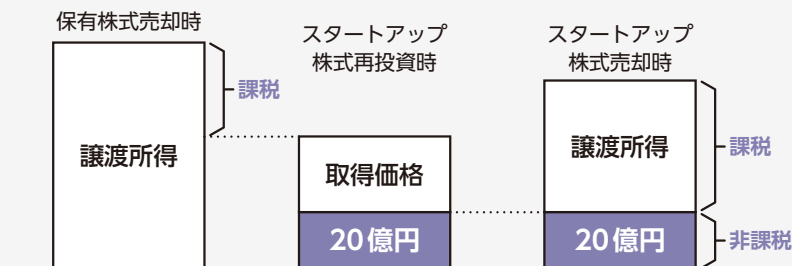 保有株式売却時
課税
譲渡所得
スタートアップ
株式再投資時
取得価格
20億円
スタートアップ
株式売却時
譲渡所得
課税
20億円
非課税